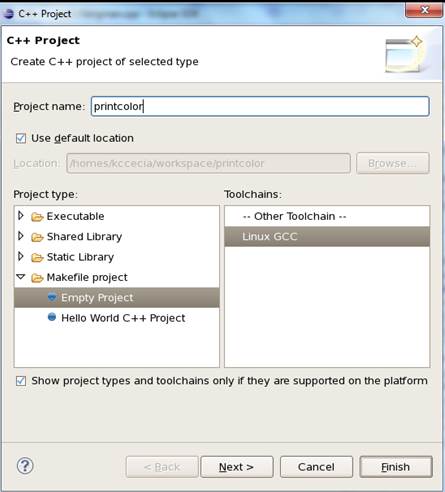 C++ Project
C++ Project
Create C++ project of selected type
Project name: printcolor
Use default location
Location: /homes/kccecia/workspace/printcolor Browse...
Project type:
Executable
Shared Library
Static Library
Makefile project
Empty Project
Hello World C++ Project
Toolchains:
-- Other Toolchain --
Linux GCC
Show project types and toolchains only if they are supported on the platform
? < Back Next > Cancel Finish